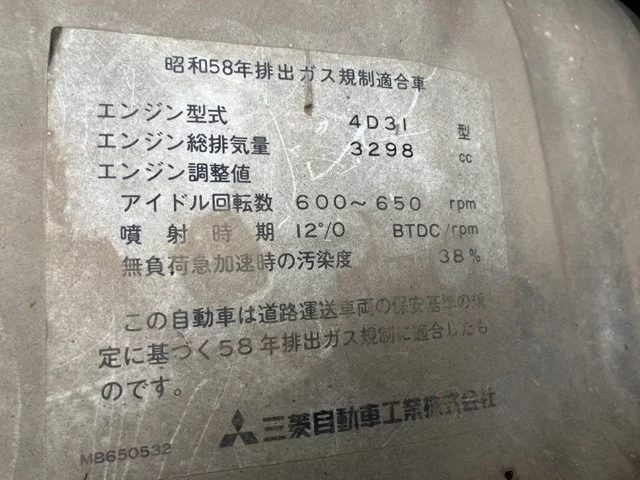 昭和58年排出ガス規制適合車
エンジン型式 4D31 型
エンジン総排気量 3298 cc
エンジン調整値
アイドル回転数 600〜650 rpm
噴射時期 12°/0 BTDC/rpm
無負荷急加速時の汚染度 38%
この自動車は道路運送車両の保安基準の規
定に基づく58年排出ガス規制に適合したも
のです。
三菱自動車工業株式会社
MB650532